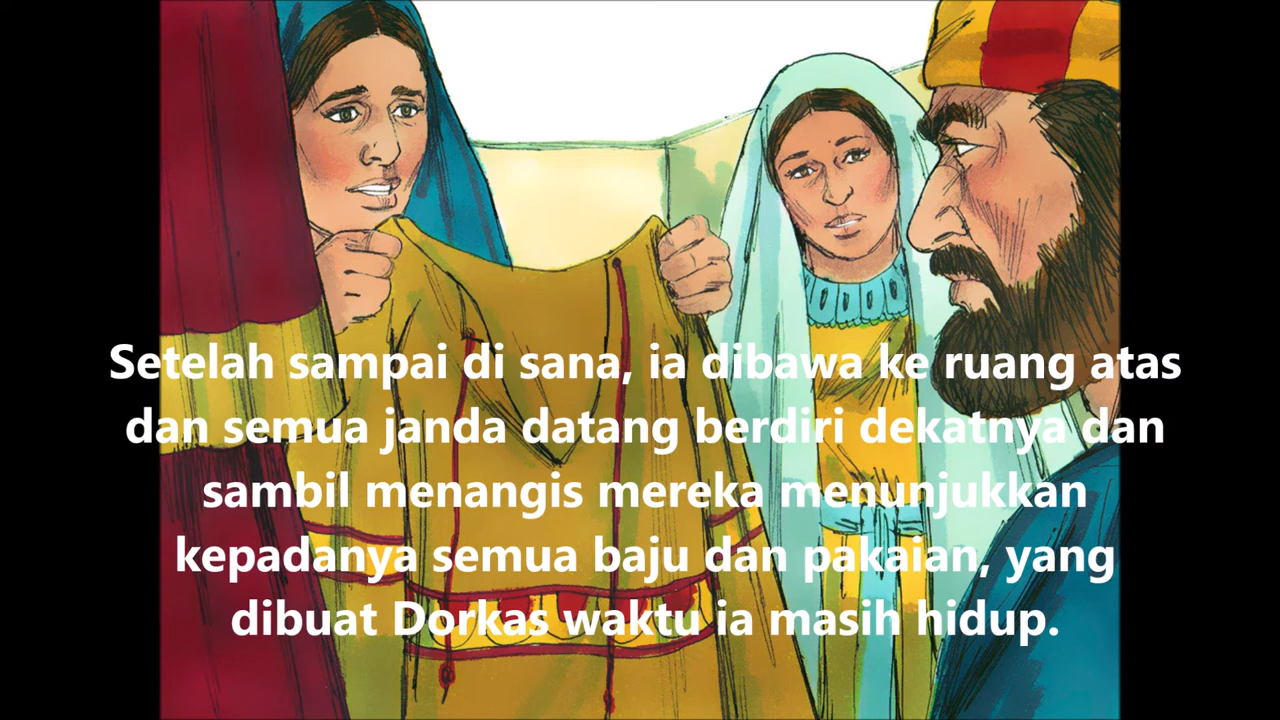 Setelah sampai di sana, ia dibawa ke ruang atas
dan semua janda datang berdiri dekatnya dan
sambil menangis mereka menunjukkan
kepadanya semua baju dan pakaian, yang
dibuat Dorkas waktu ia masih hidup.